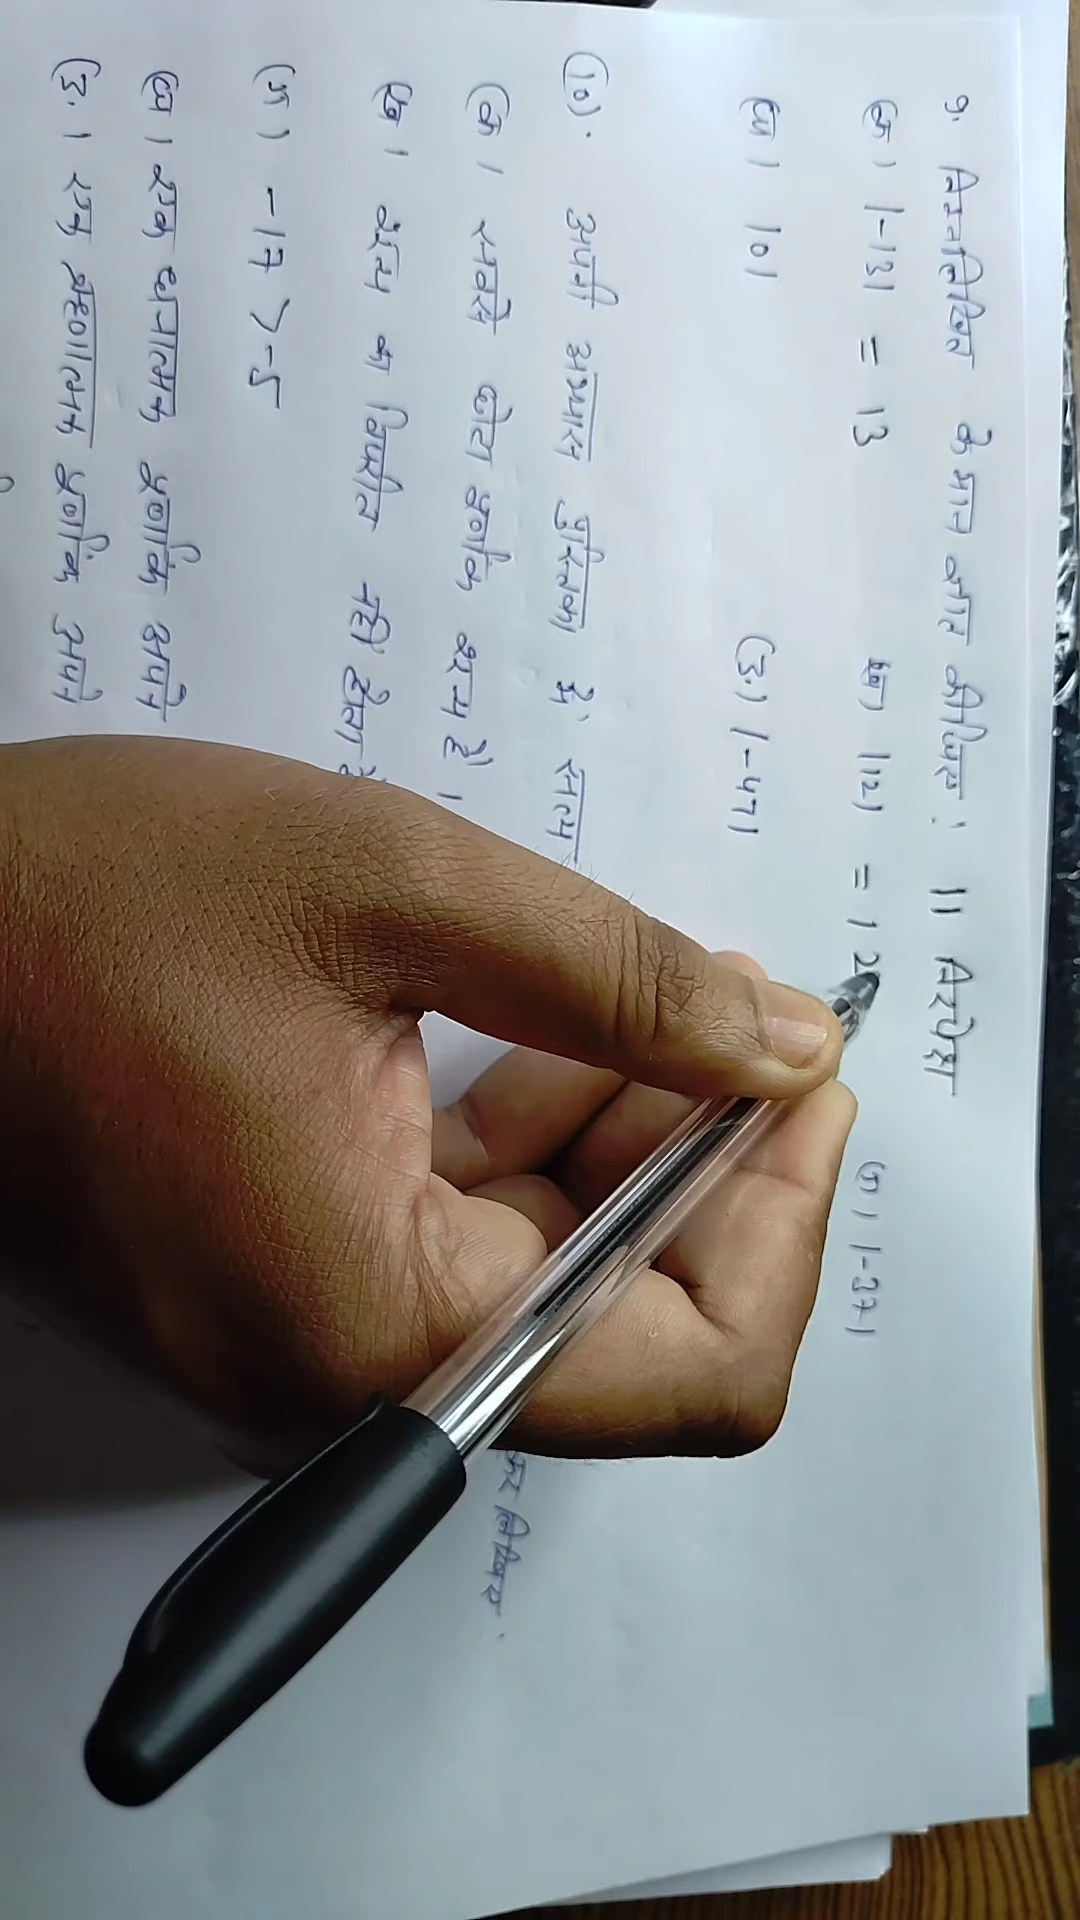 9. निम्नलिखित के मान ज्ञात कीजिए : || निरपेक्ष
(क) |-13| = 13 (ख) |12| = 12 (ग) |-37|
(घ) |0| (ङ) |-47|
(10). अपनी अभ्यास पुस्तिका में सत्य कर लिखिए
(क) सबसे छोटा पूर्णांक शून्य है।
(ख) शून्य का विपरीत नहीं होता
(ग) -17 > -5
(घ) एक धनात्मक पूर्णांक अपने
(ङ) एक ऋणात्मक पूर्णांक अपने